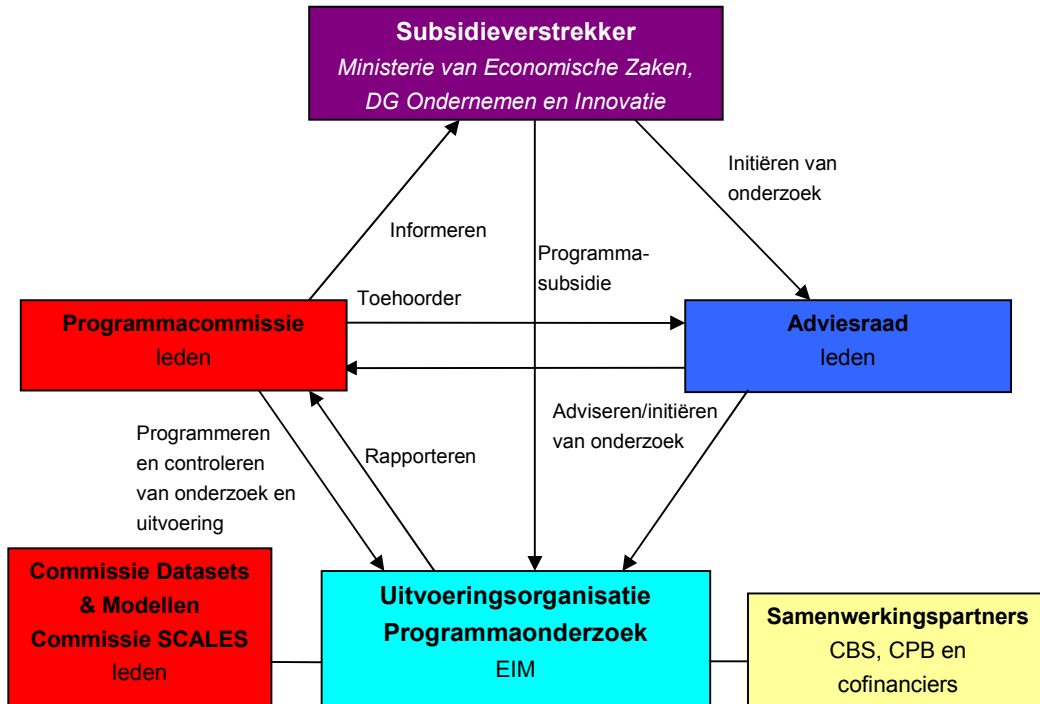 Subsidieverstrekker
Ministerie van Economische Zaken,
DG Ondernemen en Innovatie
Initiëren van
onderzoek
Informeren
Programma-
subsidie
Toehoorder
Programmacommissie
leden
Adviesraad
leden
Adviseren/initiëren
van onderzoek
Programmeren
en controleren
van onderzoek en
uitvoering
Rapporteren
Commissie Datasets
& Modellen
Commissie SCALES
leden
Uitvoeringsorganisatie
Programmaonderzoek
EIM
Samenwerkingspartners
CBS, CPB en
cofinanciers